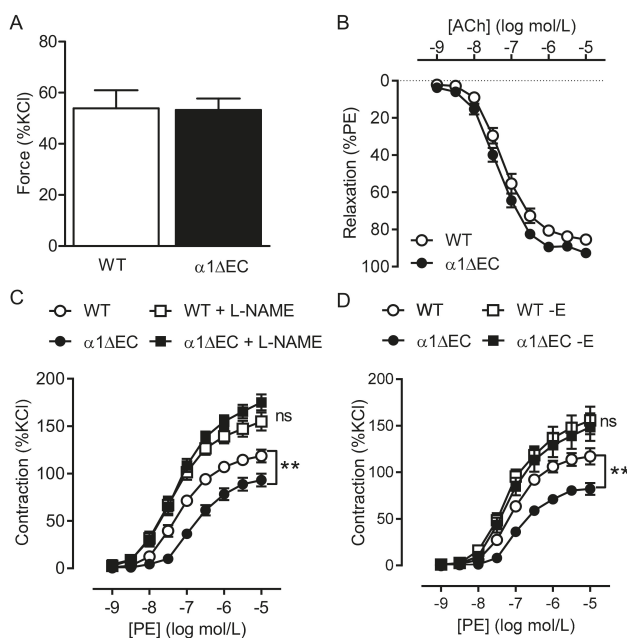 A
Force (%KCl)
80
60
40
20
0
WT
α1ΔEC
B
[ACh] (log mol/L)
-9 -8 -7 -6 -5
Relaxation (%PE)
0
20
40
60
80
100
WT
α1ΔEC
C
WT WT + L-NAME
α1ΔEC α1ΔEC + L-NAME
Contraction (%KCl)
200
150
100
50
0
ns
**
-9 -8 -7 -6 -5
[PE] (log mol/L)
D
WT WT -E
α1ΔEC α1ΔEC -E
Contraction (%KCl)
200
150
100
50
0
ns
**
-9 -8 -7 -6 -5
[PE] (log mol/L)